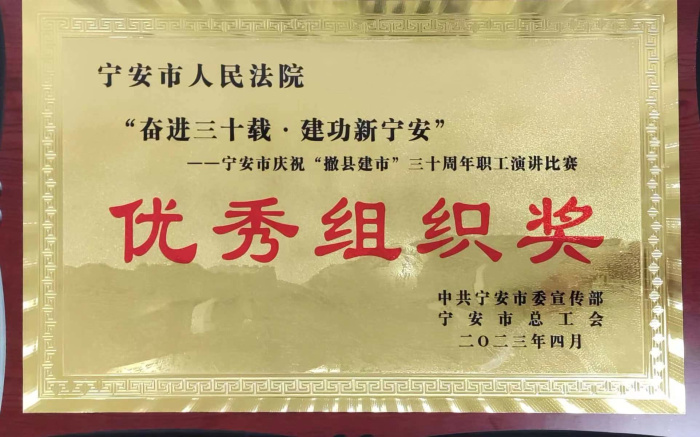 宁安市人民法院
“奋进三十载·建功新宁安”
——宁安市庆祝“撤县建市”三十周年职工演讲比赛
优秀组织奖
中共宁安市委宣传部
宁安市总工会
二〇二三年四月